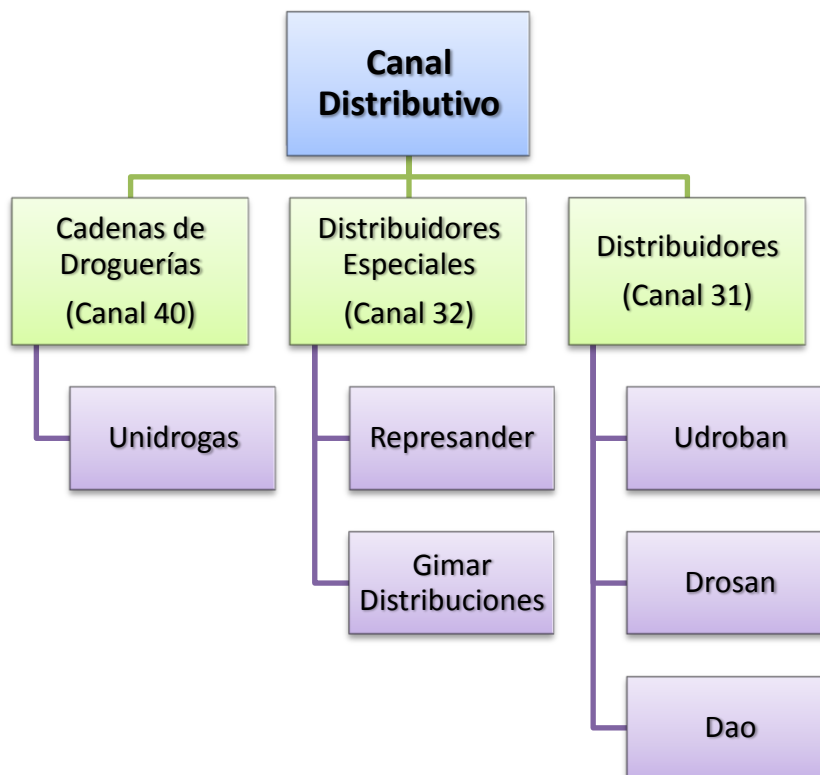 Canal
Distributivo
Cadenas de
Droguerías
(Canal 40)
Distribuidores
Especiales
(Canal 32)
Distribuidores
(Canal 31)
Unidrogas
Represander
Udroban
Gimar
Distribuciones
Drosan
Dao